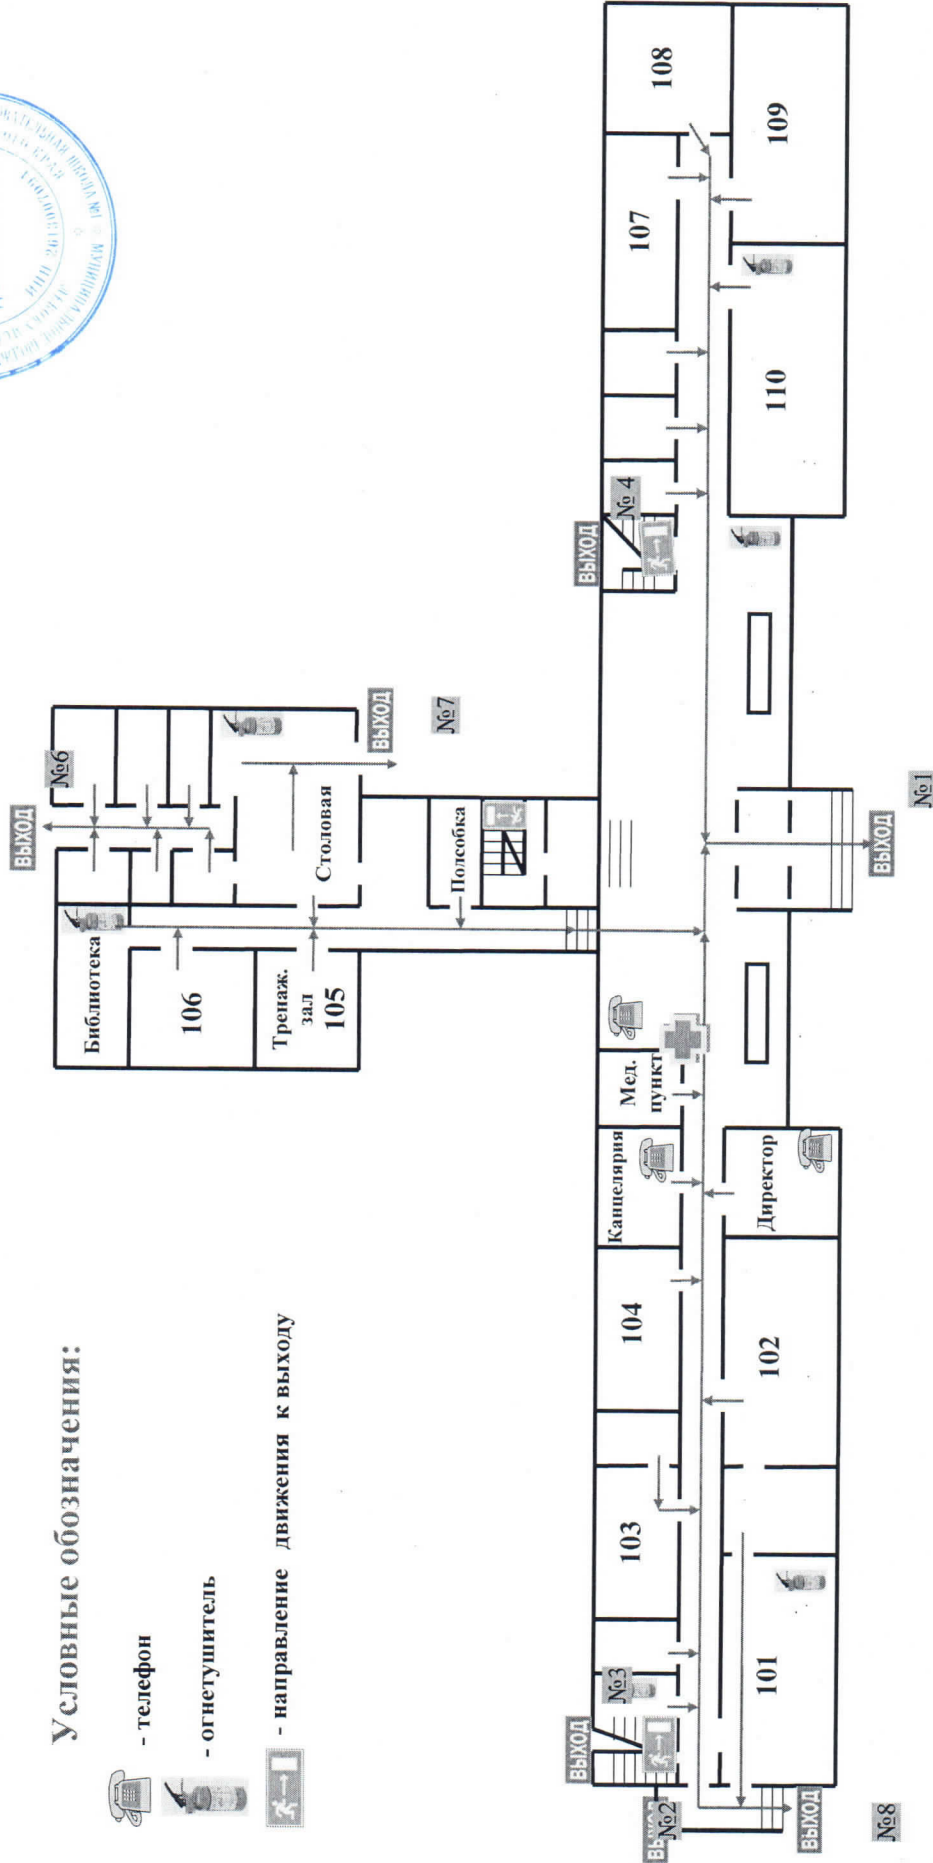 Условные обозначения:
- телефон
- огнетушитель
- направление движения к выходу
ВЫХОД
№6
Библиотека
106
Тренаж.
зал
105
Столовая
ВЫХОД
№7
Подсобка
ВЫХОД
№3
103
104
Канцелярия
Мед.
пункт
ВЫХОД
№ 4
107
108
№2
101
102
Директор
110
109
ВЫХОД
№8
ВЫХОД
№1